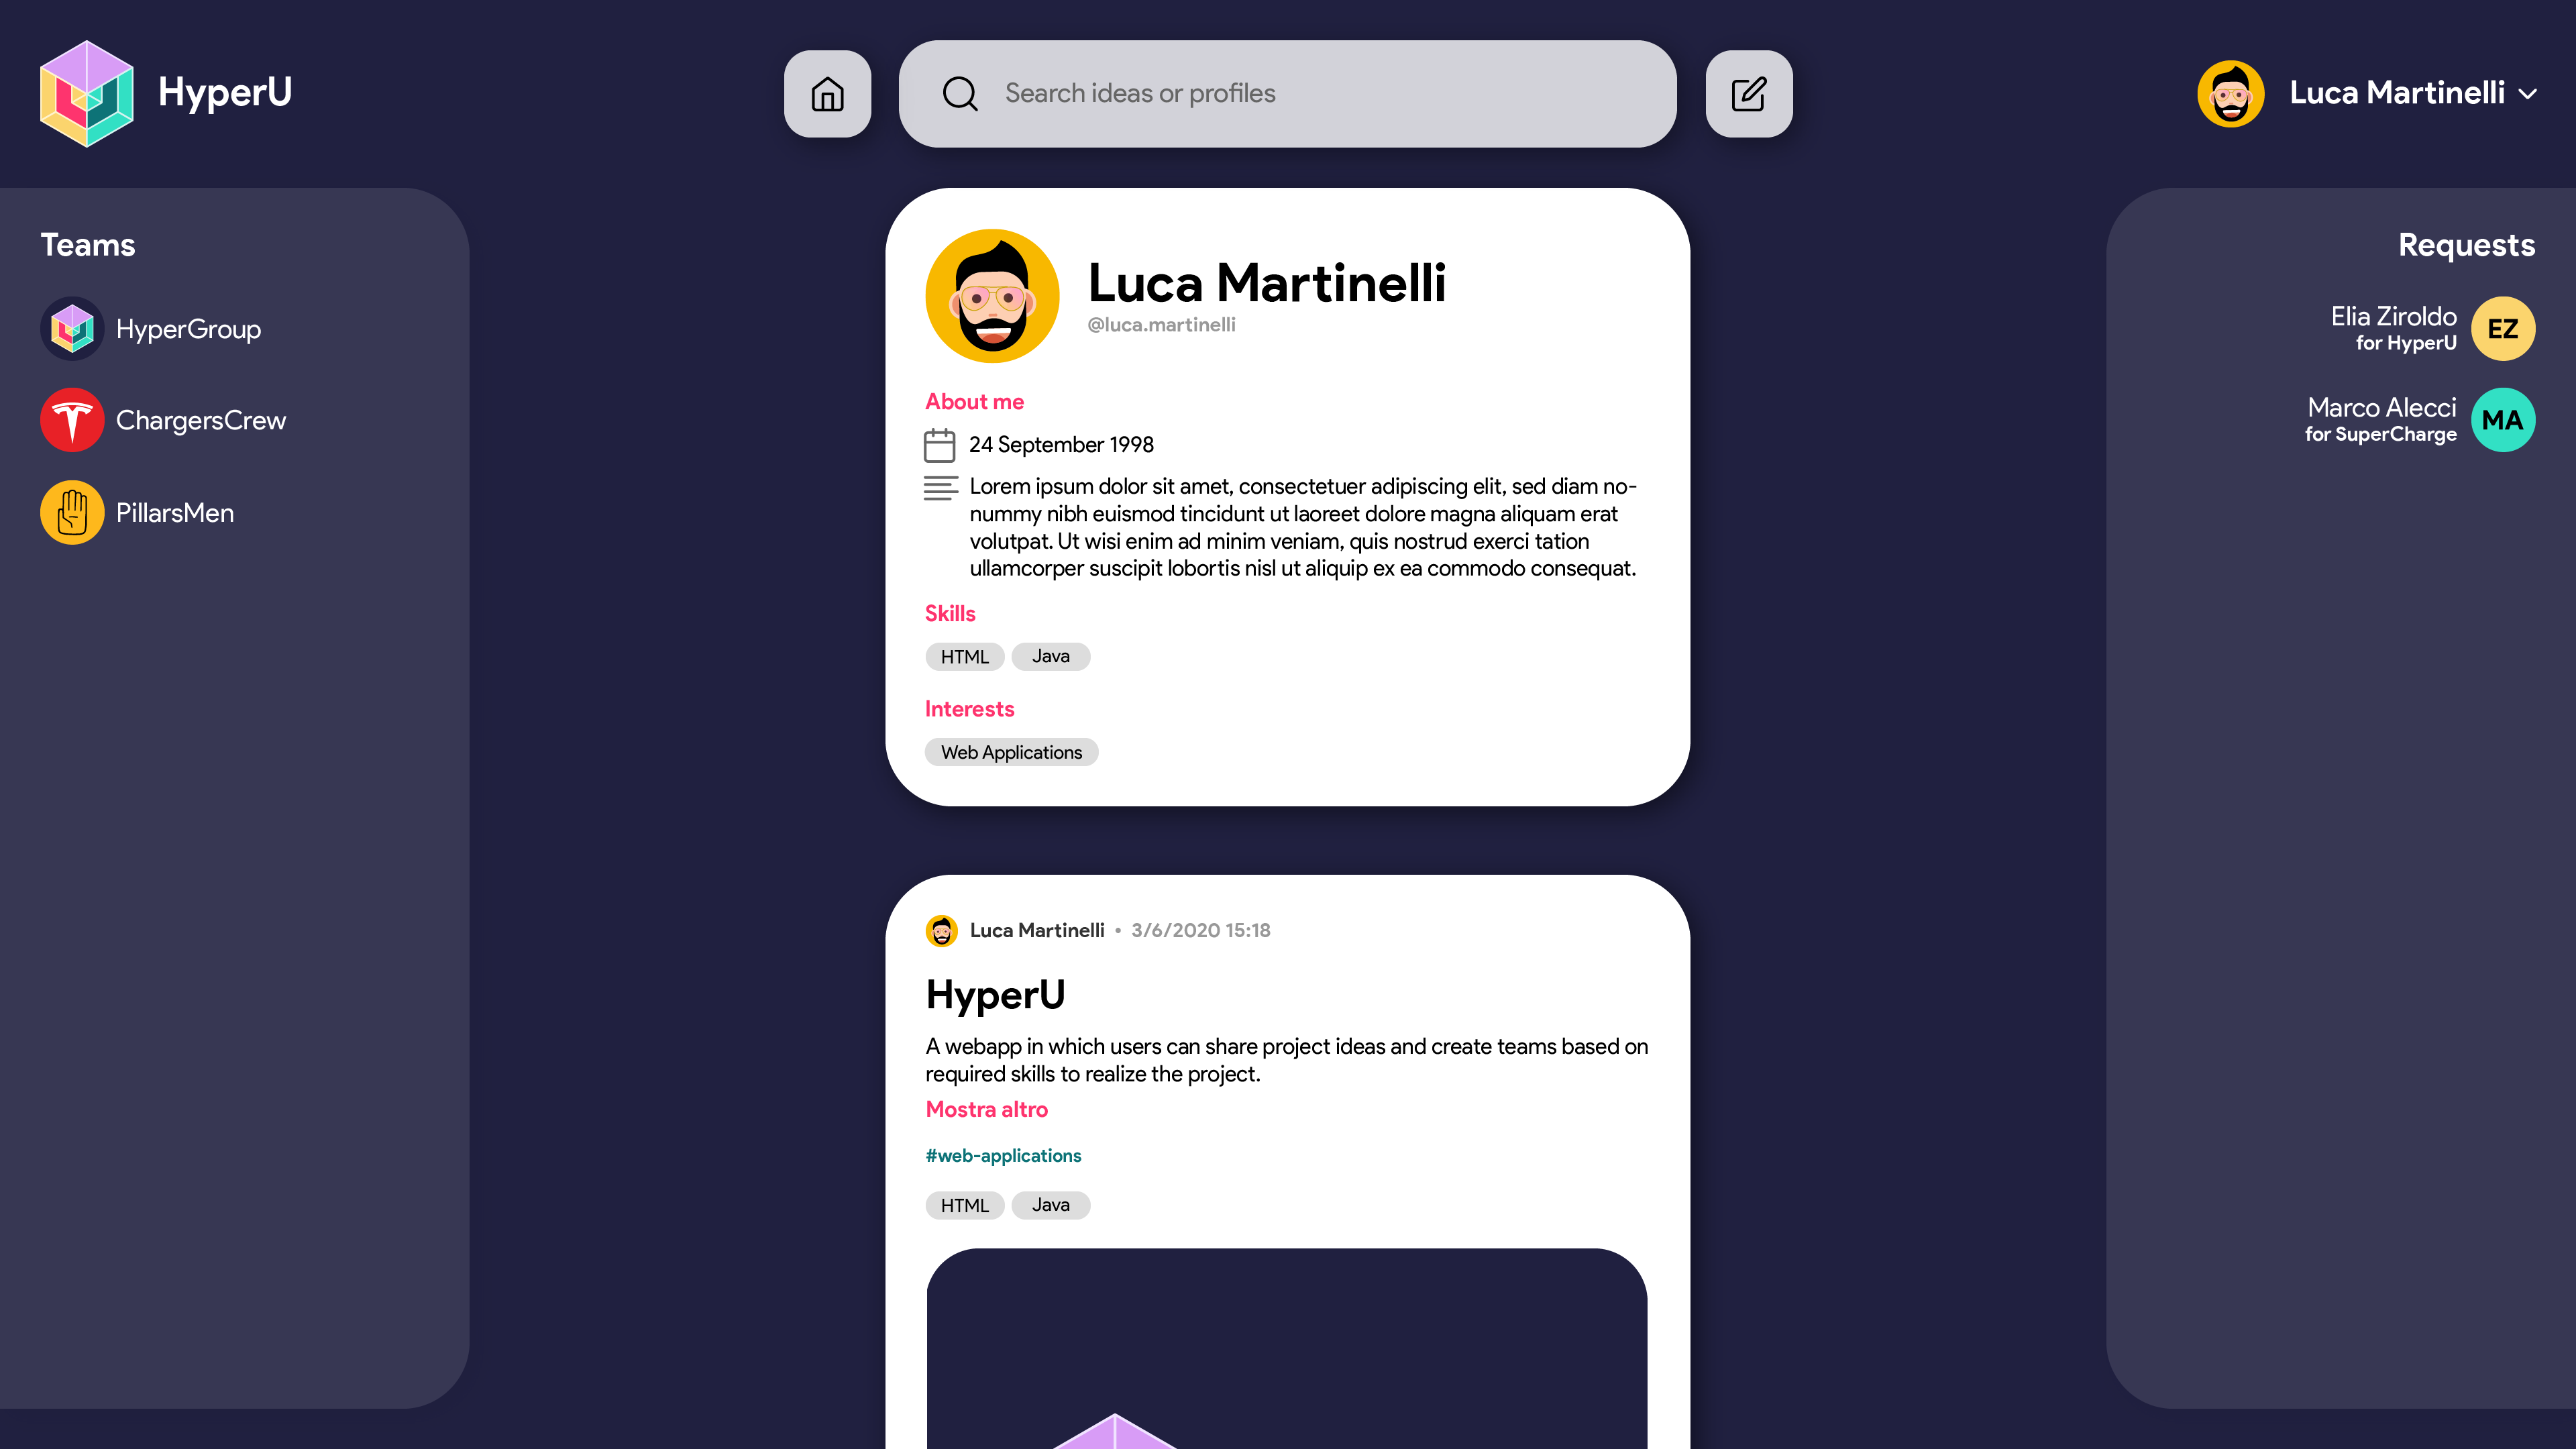 HyperU
Search ideas or profiles
Luca Martinelli
Teams
HyperGroup
ChargersCrew
PillarsMen
Luca Martinelli
@luca.martinelli
About me
24 September 1998
Lorem ipsum dolor sit amet, consectetuer adipiscing elit, sed diam no-
nummy nibh euismod tincidunt ut laoreet dolore magna aliquam erat
volutpat. Ut wisi enim ad minim veniam, quis nostrud exerci tation
ullamcorper suscipit lobortis nisl ut aliquip ex ea commodo consequat.
Skills
HTML Java
Interests
Web Applications
Luca Martinelli • 3/6/2020 15:18
HyperU
A webapp in which users can share project ideas and create teams based on
required skills to realize the project.
Mostra altro
#web-applications
HTML Java
Requests
Elia Ziroldo
for HyperU
EZ
Marco Alecci
for SuperCharge
MA